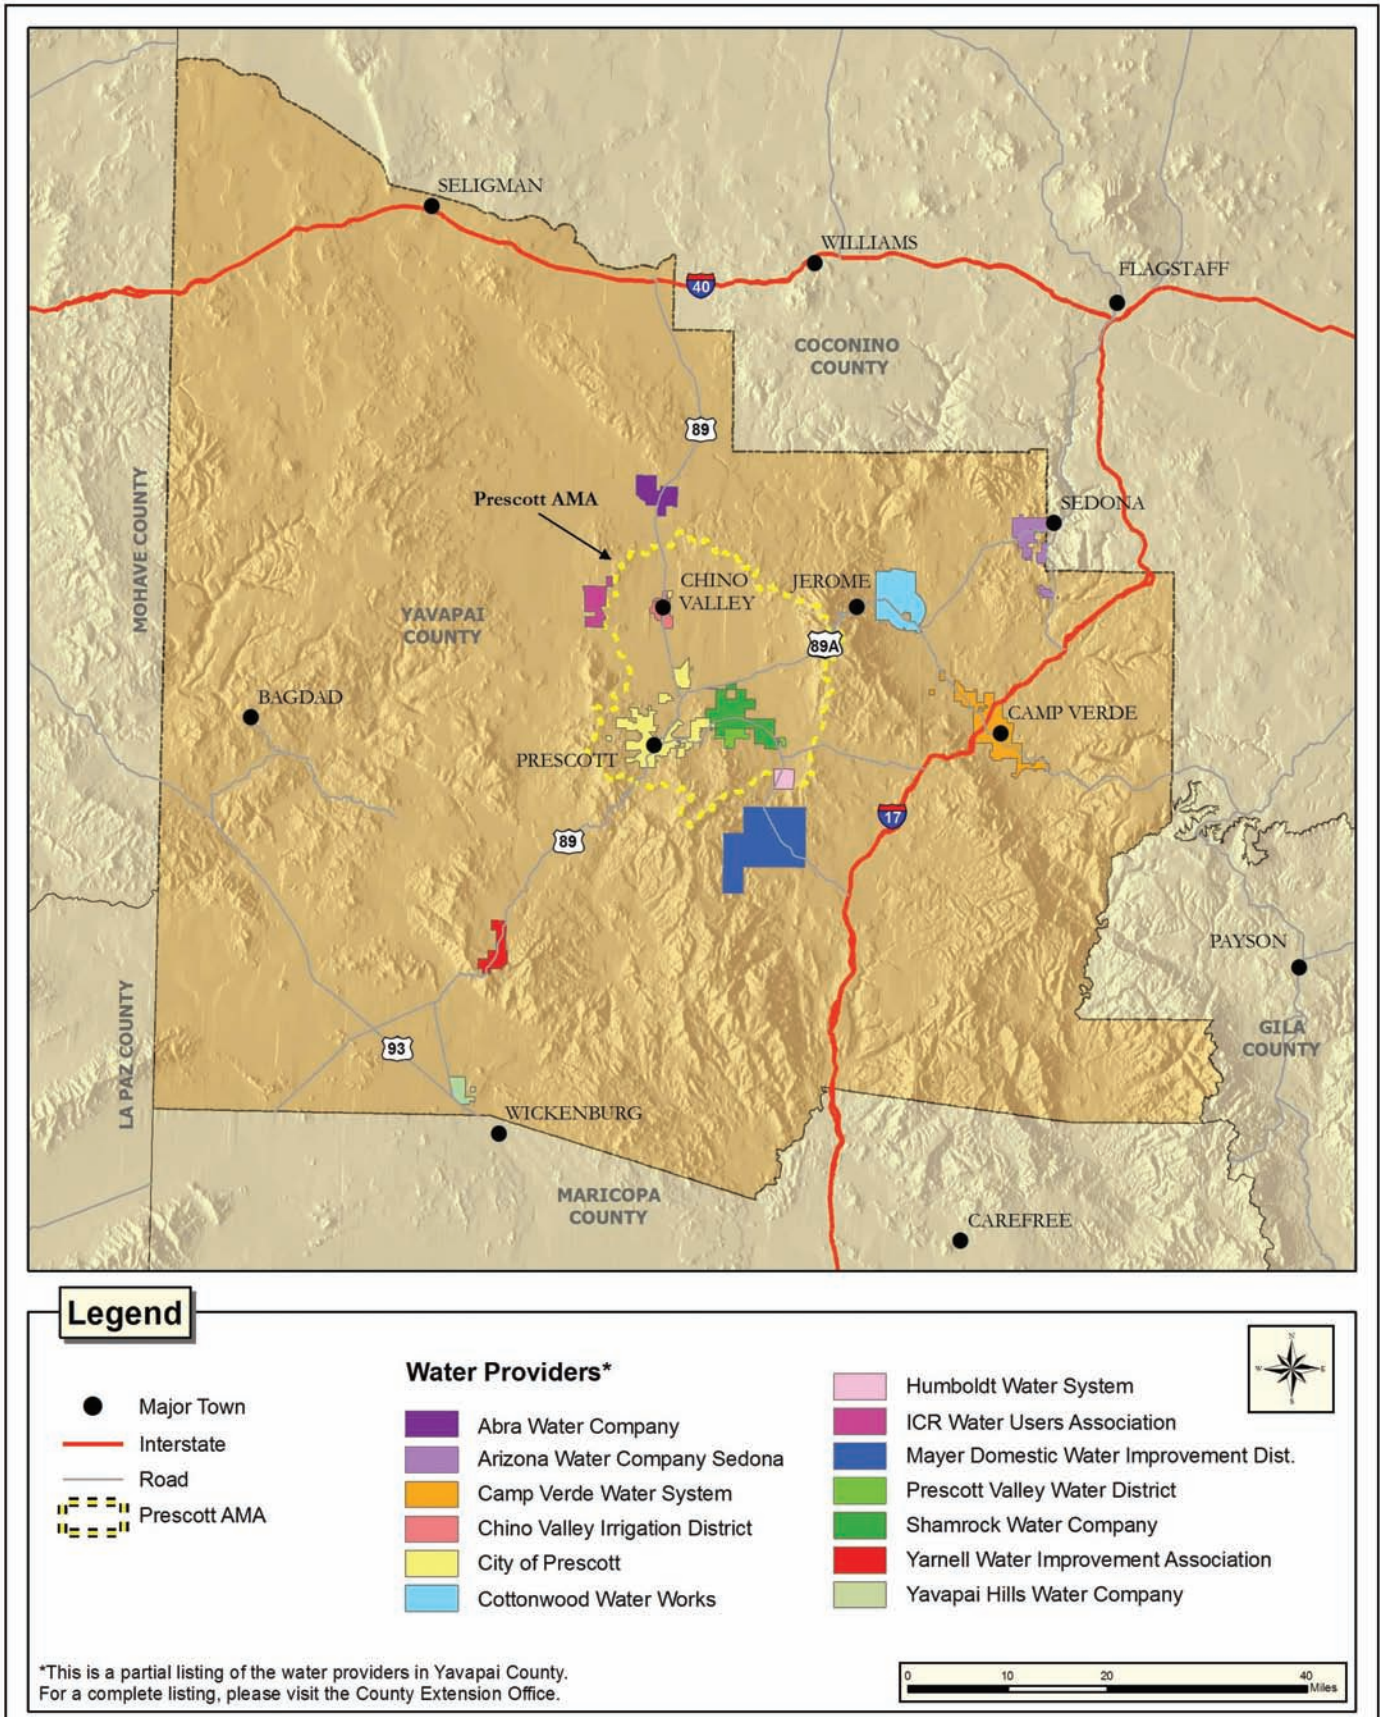 SELIGMAN
WILLIAMS
FLAGSTAFF
40
COCONINO
COUNTY
89
MOHAVE COUNTY
Prescott AMA
SEDONA
CHINO
VALLEY
JEROME
YAVAPAI
COUNTY
89A
BAGDAD
CAMP VERDE
PRESCOTT
17
89
PAYSON
LA PAZ COUNTY
GILA
COUNTY
93
WICKENBURG
MARICOPA
COUNTY
CAREFREE
Legend
Major Town
Interstate
Road
Prescott AMA
Water Providers*
Abra Water Company
Arizona Water Company Sedona
Camp Verde Water System
Chino Valley Irrigation District
City of Prescott
Cottonwood Water Works
Humboldt Water System
ICR Water Users Association
Mayer Domestic Water Improvement Dist.
Prescott Valley Water District
Shamrock Water Company
Yarnell Water Improvement Association
Yavapai Hills Water Company
N
W
E
S
*This is a partial listing of the water providers in Yavapai County.
For a complete listing, please visit the County Extension Office.
0 10 20 40
Miles